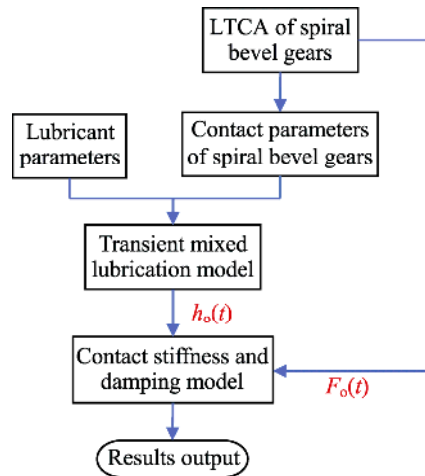 LTCA of spiral
bevel gears
Lubricant
parameters
Contact parameters
of spiral bevel gears
Transient mixed
lubrication model
hₒ(t)
Contact stiffness and
damping model
Fₒ(t)
Results output